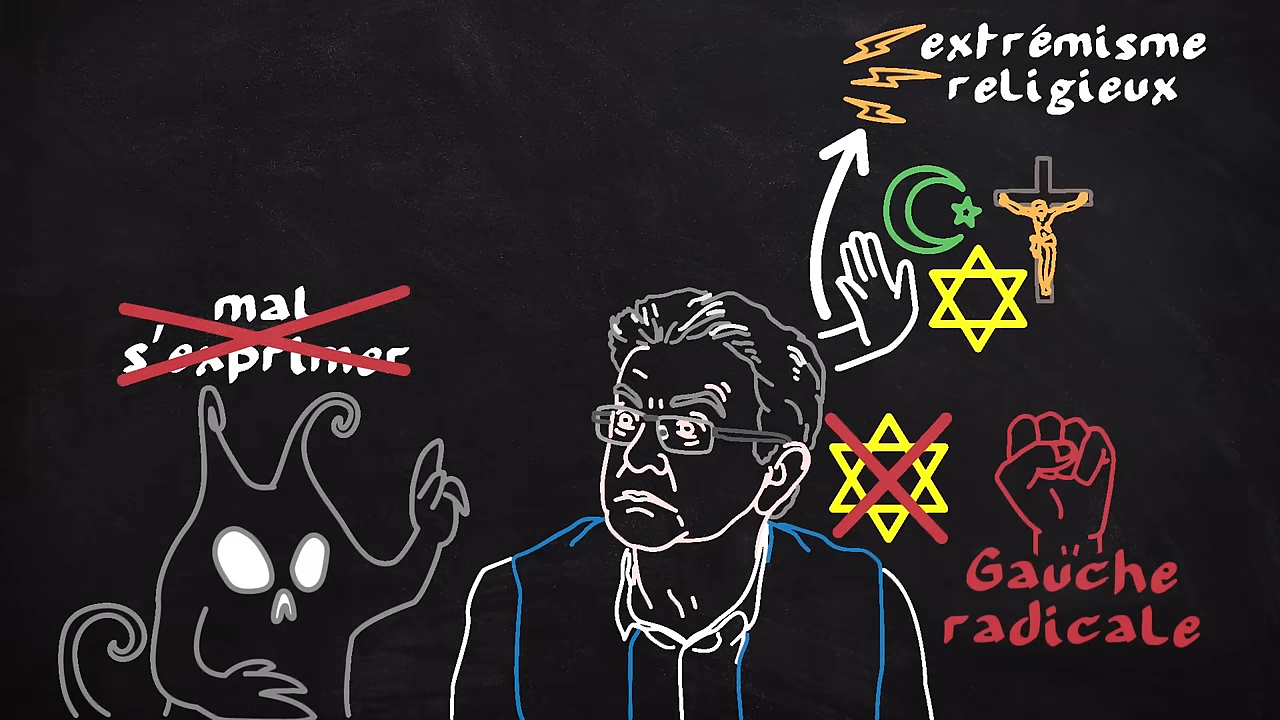 extrémisme
religieux
mal
s'exprimer
Gauche
radicale